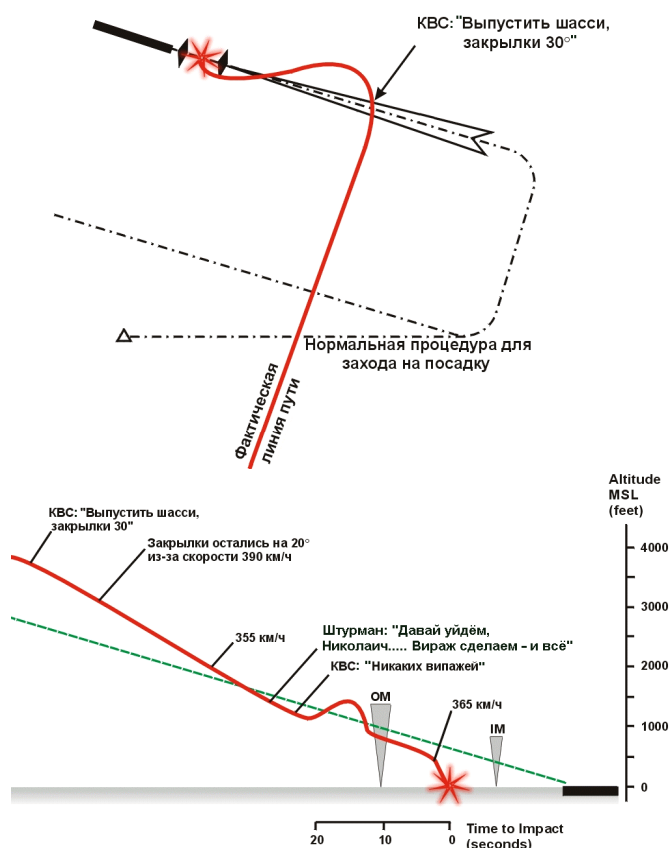 КВС: "Выпустить шасси,
закрылки 30°"
Нормальная процедура для
захода на посадку
Фактическая
линия пути
Altitude
MSL
(feet)
КВС: "Выпустить шасси,
закрылки 30"
Закрылки остались на 20°
из-за скорости 390 км/ч
4000
3000
355 км/ч
Штурман: "Давай уйдём,
Николаич..... Вираж сделаем – и всё"
КВС: "Никаких випажей"
2000
OM
365 км/ч
IM
1000
0
20
10
0
Time to Impact
(seconds)